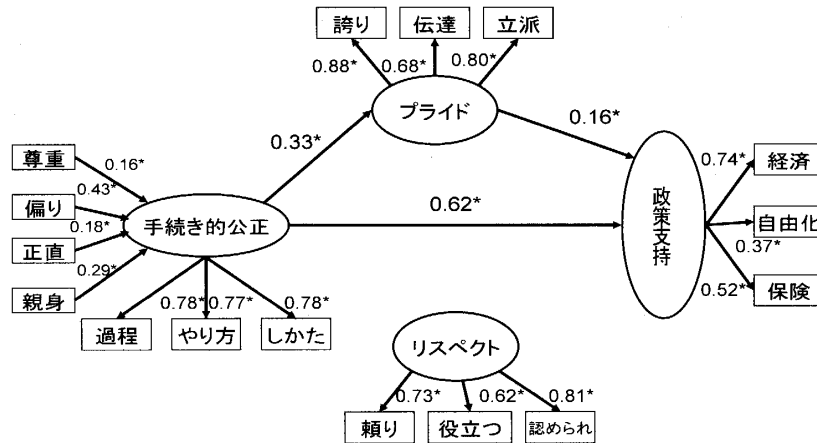 誇り 伝達 立派
0.88* 0.68* 0.80*
プライド
0.33* 0.16*
尊重 0.16*
偏り 0.43*
正直 0.18*
親身 0.29*
手続き的公正
0.62*
政策支持
0.74* 経済
自由化
0.37*
0.52* 保険
0.78* 0.77* 0.78*
過程 やり方 しかた
リスペクト
0.73* 0.62* 0.81*
頼り 役立つ 認められ